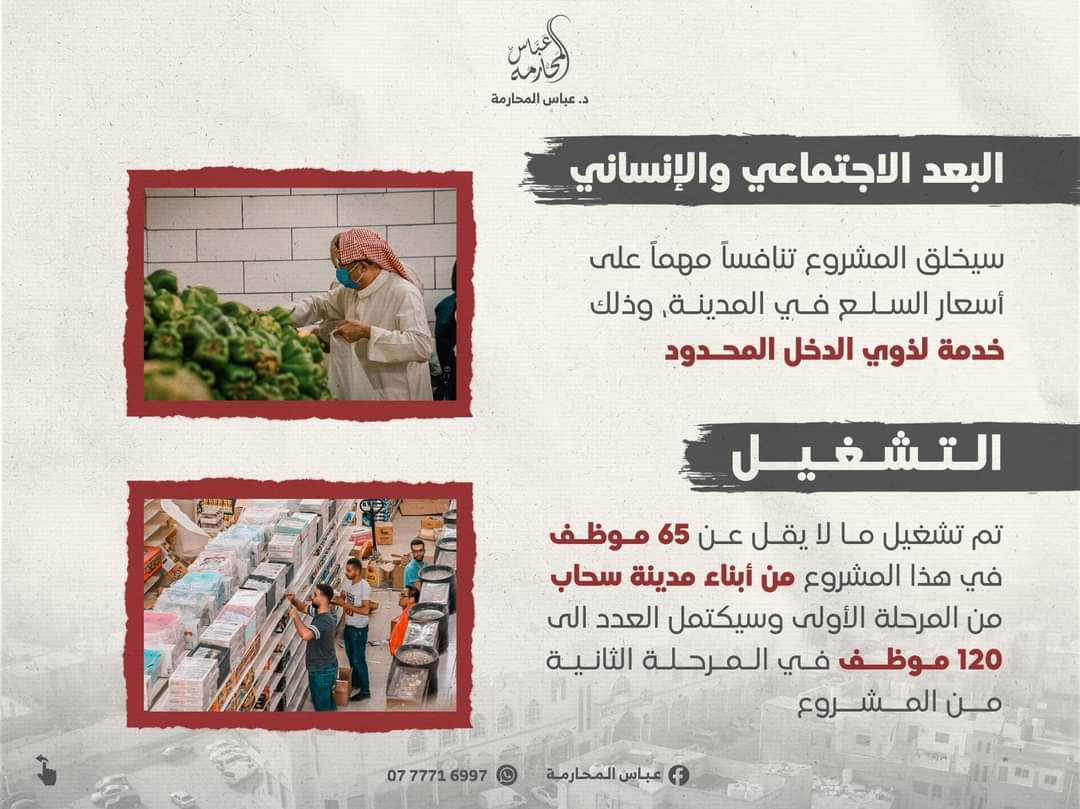 عباس المحارمة
د. عباس المحارمة
البعد الاجتماعي والإنساني
سيخلق المشروع تنافساً مهماً على
أسعار السلع في المدينة، وذلك
خدمة لذوي الدخل المحدود
التشغيل
تم تشغيل ما لا يقل عن 65 موظف
في هذا المشروع من أبناء مدينة سحاب
من المرحلة الأولى وسيكتمل العدد الى
120 موظف في المرحلة الثانية
من المشروع
عباس المحارمة
07 7771 6997